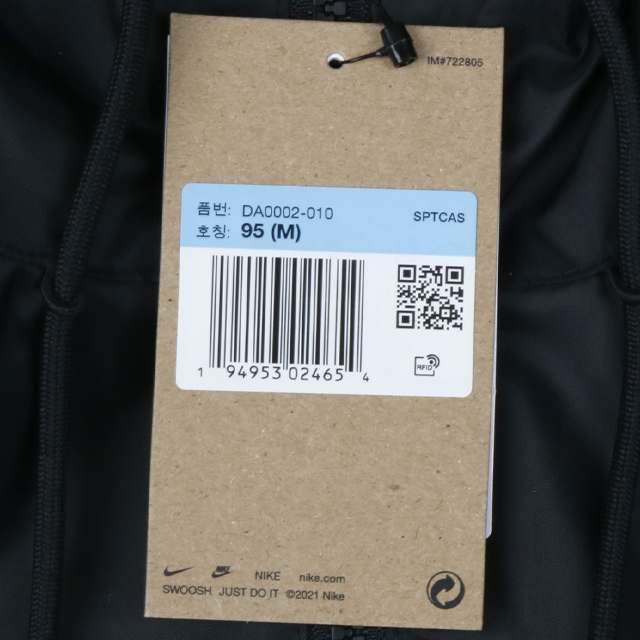 IM#722805
품번: DA0002-010 SPTCAS
호칭: 95 (M)
1 94953 02465 4
RFID
NIKE nike.com
SWOOSH. JUST DO IT ©2021 Nike